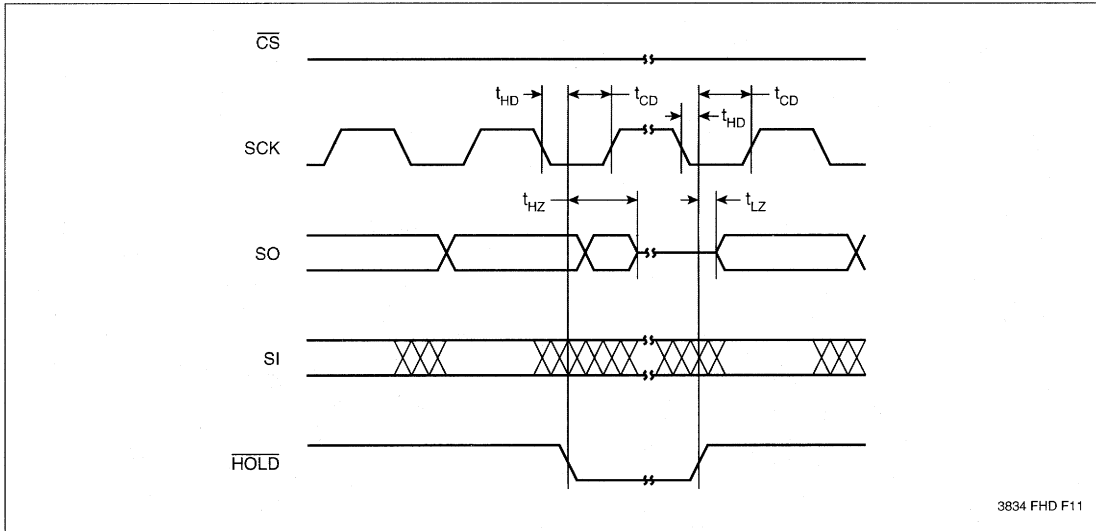 CS
tHD
tCD
tCD
tHD
SCK
tHZ
tLZ
SO
SI
HOLD
3834 FHD F11